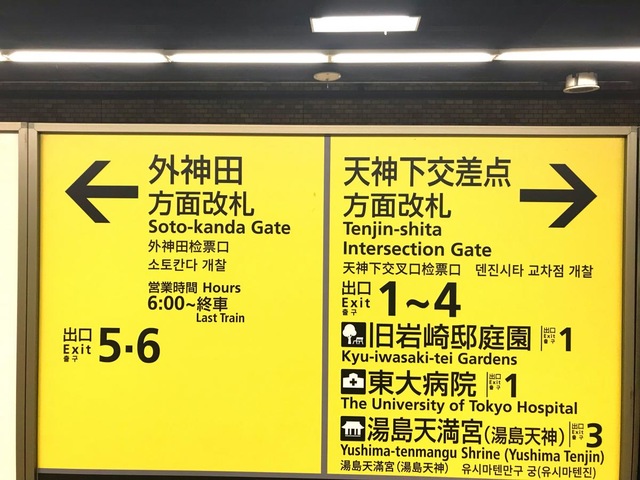 外神田
方面改札
Soto-kanda Gate
外神田检票口
소토칸다 개찰
営業時間 Hours
6:00~終車
Last Train
出口
Exit
출구
5·6
天神下交差点
方面改札
Tenjin-shita
Intersection Gate
天神下交叉口检票口 덴진시타 교차점 개찰
出口
Exit
출구
1~4
旧岩崎邸庭園 出口 Exit 출구 1
Kyu-iwasaki-tei Gardens
東大病院 出口 Exit 출구 1
The University of Tokyo Hospital
湯島天満宮(湯島天神) 出口 Exit 출구 3
Yushima-tenmangu Shrine (Yushima Tenjin)
汤岛天满宫(汤岛天神) 유시마텐만구 궁(유시마텐진)